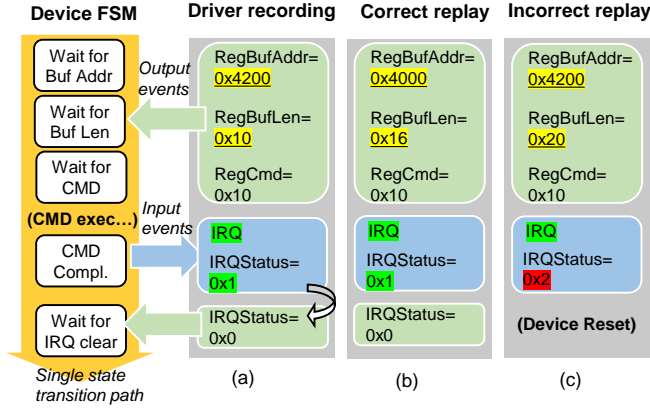 Device FSM
Wait for
Buf Addr
Wait for
Buf Len
Wait for
CMD
(CMD exec...)
CMD
Compl.
Wait for
IRQ clear
Single state
transition path
Output
events
Input
events
Driver recording
RegBufAddr=
0x4200
RegBufLen=
0x10
RegCmd=
0x10
IRQ
IRQStatus=
0x1
IRQStatus=
0x0
(a)
Correct replay
RegBufAddr=
0x4000
RegBufLen=
0x16
RegCmd=
0x10
IRQ
IRQStatus=
0x1
IRQStatus=
0x0
(b)
Incorrect replay
RegBufAddr=
0x4200
RegBufLen=
0x20
RegCmd=
0x10
IRQ
IRQStatus=
0x2
(Device Reset)
(c)